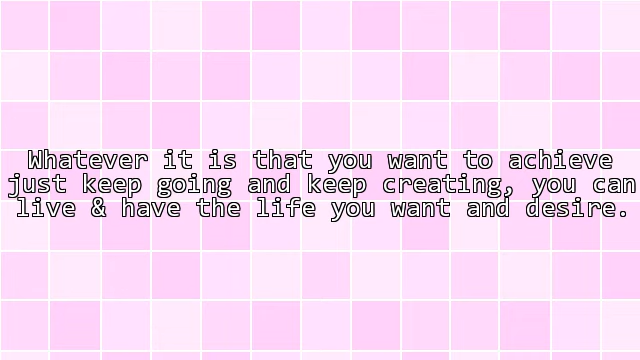 Whatever it is that you want to achieve
just keep going and keep creating, you can
live & have the life you want and desire.